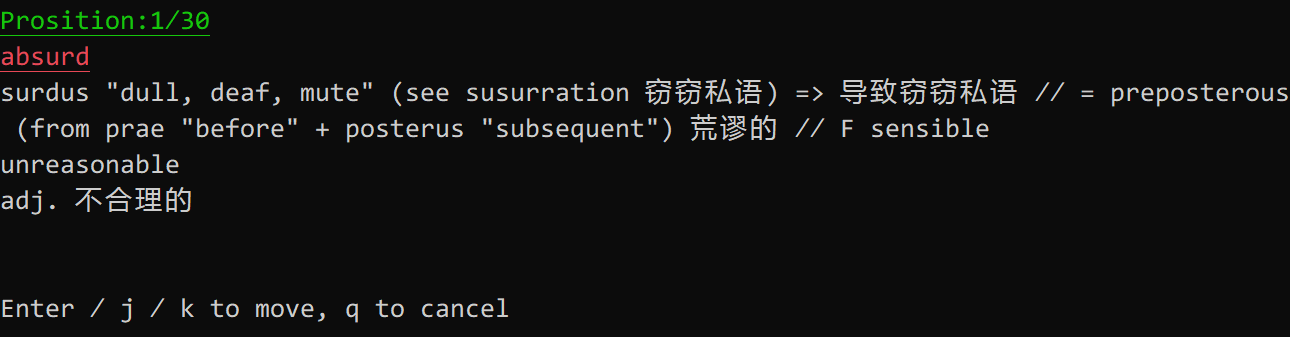 Prosition:1/30
absurd
surdus "dull, deaf, mute" (see susurration 窃窃私语) => 导致窃窃私语 // = preposterous
(from prae "before" + posterus "subsequent") 荒谬的 // F sensible
unreasonable
adj. 不合理的
Enter / j / k to move, q to cancel